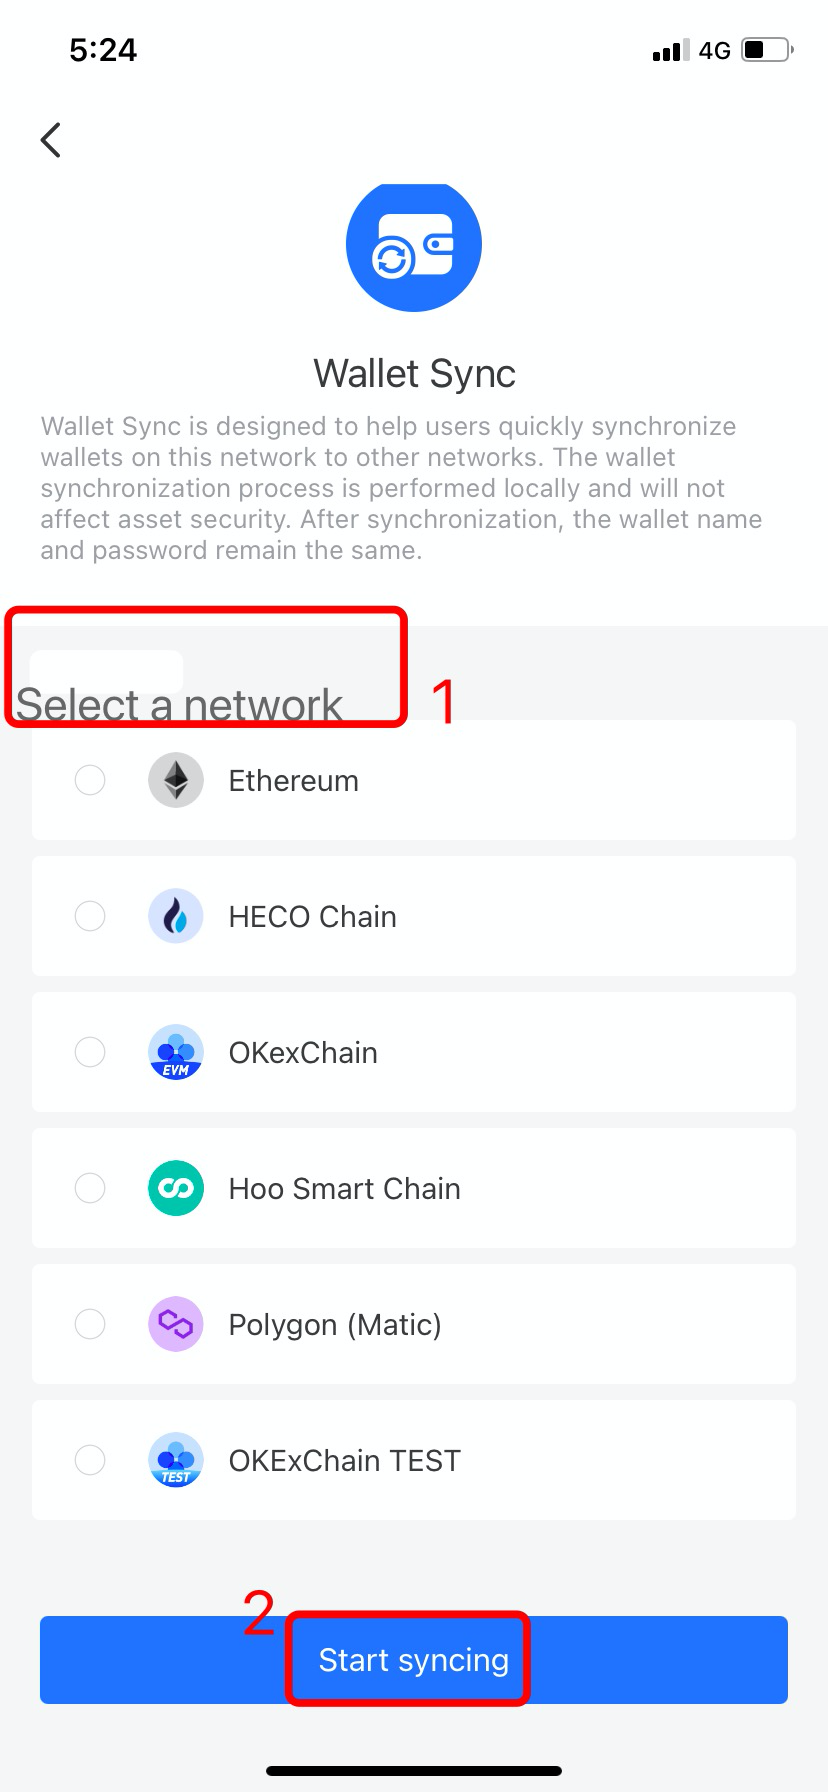 5:24
4G
Wallet Sync
Wallet Sync is designed to help users quickly synchronize
wallets on this network to other networks. The wallet
synchronization process is performed locally and will not
affect asset security. After synchronization, the wallet name
and password remain the same.
Select a network
1
Ethereum
HECO Chain
EVM
OKexChain
Hoo Smart Chain
Polygon (Matic)
TEST
OKExChain TEST
2
Start syncing